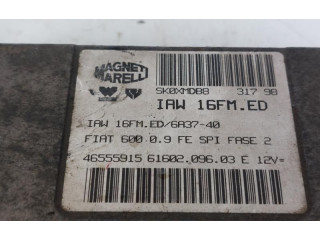 MAGNETI
MARELLI
SK0XMDB8 317 98
IAW 16FM.ED
IAW 16FM.ED/6A37-40
FIAT 600 0.9 FE SPI FASE 2
46555915 61602.096.03 E 12V=